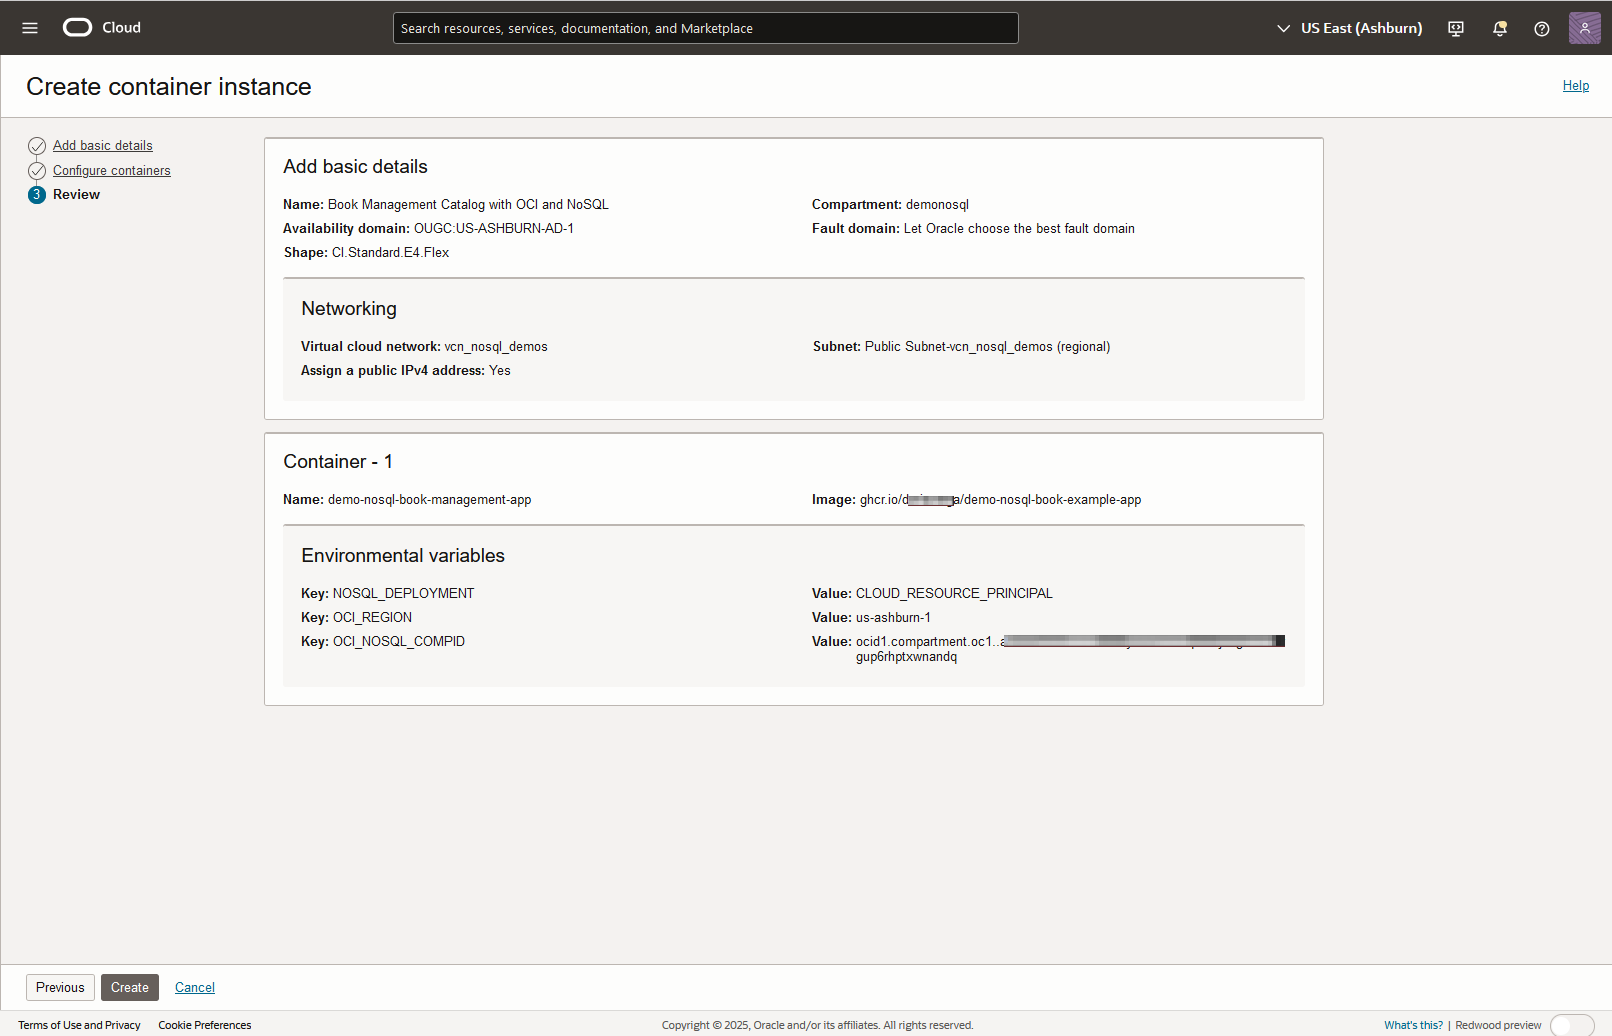 Cloud
Search resources, services, documentation, and Marketplace
US East (Ashburn)
Create container instance
Help
Add basic details
Configure containers
3 Review
Add basic details
Name: Book Management Catalog with OCI and NoSQL
Compartment: demonosql
Availability domain: OUGC:US-ASHBURN-AD-1
Fault domain: Let Oracle choose the best fault domain
Shape: CI.Standard.E4.Flex
Networking
Virtual cloud network: vcn_nosql_demos
Subnet: Public Subnet-vcn_nosql_demos (regional)
Assign a public IPv4 address: Yes
Container - 1
Name: demo-nosql-book-management-app
Image: ghcr.io/d a/demo-nosql-book-example-app
Environmental variables
Key: NOSQL_DEPLOYMENT
Value: CLOUD_RESOURCE_PRINCIPAL
Key: OCI_REGION
Value: us-ashburn-1
Key: OCI_NOSQL_COMPID
Value: ocid1.compartment.oc1..a
gup6rhptxwnandq
Previous
Create
Cancel
Terms of Use and Privacy
Cookie Preferences
Copyright © 2025, Oracle and/or its affiliates. All rights reserved.
What's this? | Redwood preview